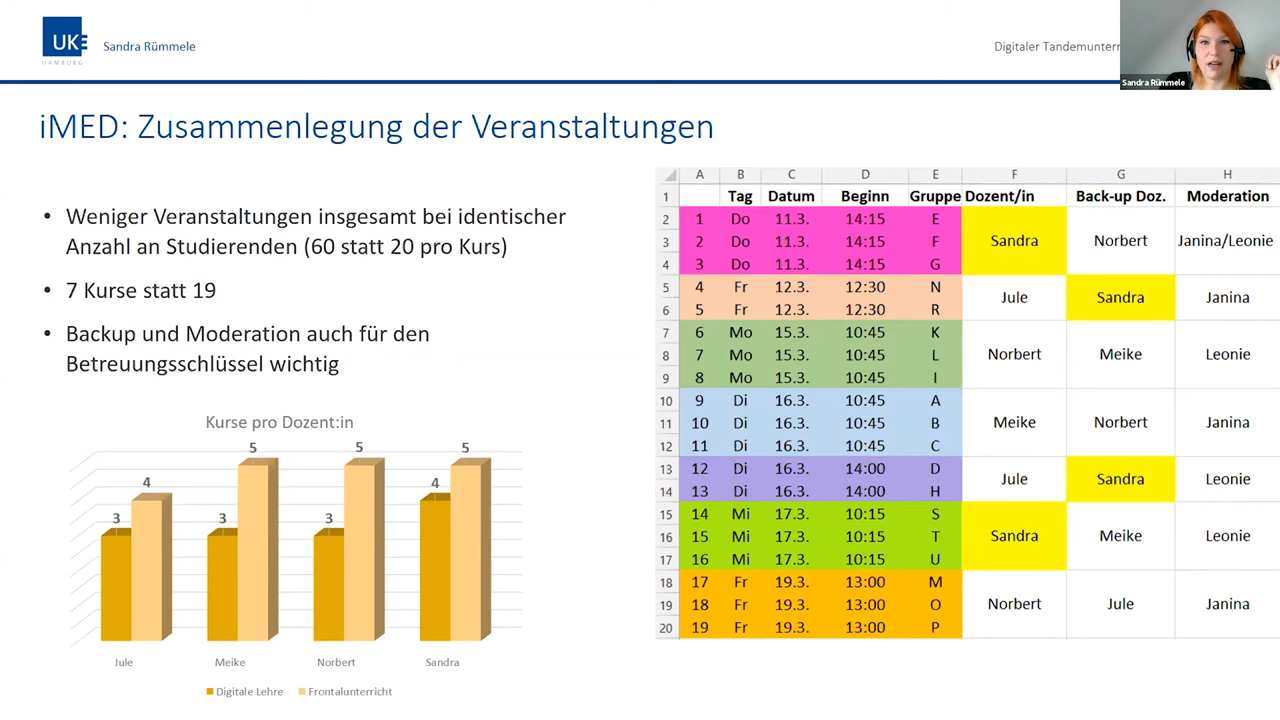 UKE
HAMBURG
Sandra Rümmele
Digitaler Tandemunterr
Sandra Rümmele
iMED: Zusammenlegung der Veranstaltungen
• Weniger Veranstaltungen insgesamt bei identischer
Anzahl an Studierenden (60 statt 20 pro Kurs)
• 7 Kurse statt 19
• Backup und Moderation auch für den
Betreuungsschlüssel wichtig
Kurse pro Dozent:in
3 4 3 5 3 5 4 5
Jule Meike Norbert Sandra
Digitale Lehre Frontalunterricht
A B C D E F G H
1 Tag Datum Beginn Gruppe Dozent/in Back-up Doz. Moderation
2 1 Do 11.3. 14:15 E
3 2 Do 11.3. 14:15 F Sandra Norbert Janina/Leonie
4 3 Do 11.3. 14:15 G
5 4 Fr 12.3. 12:30 N
Jule Sandra Janina
6 5 Fr 12.3. 12:30 R
7 6 Mo 15.3. 10:45 K
8 7 Mo 15.3. 10:45 L Norbert Meike Leonie
9 8 Mo 15.3. 10:45 I
10 9 Di 16.3. 10:45 A
11 10 Di 16.3. 10:45 B Meike Norbert Janina
12 11 Di 16.3. 10:45 C
13 12 Di 16.3. 14:00 D
Jule Sandra Leonie
14 13 Di 16.3. 14:00 H
15 14 Mi 17.3. 10:15 S
16 15 Mi 17.3. 10:15 T Sandra Meike Leonie
17 16 Mi 17.3. 10:15 U
18 17 Fr 19.3. 13:00 M
19 18 Fr 19.3. 13:00 O Norbert Jule Janina
20 19 Fr 19.3. 13:00 P